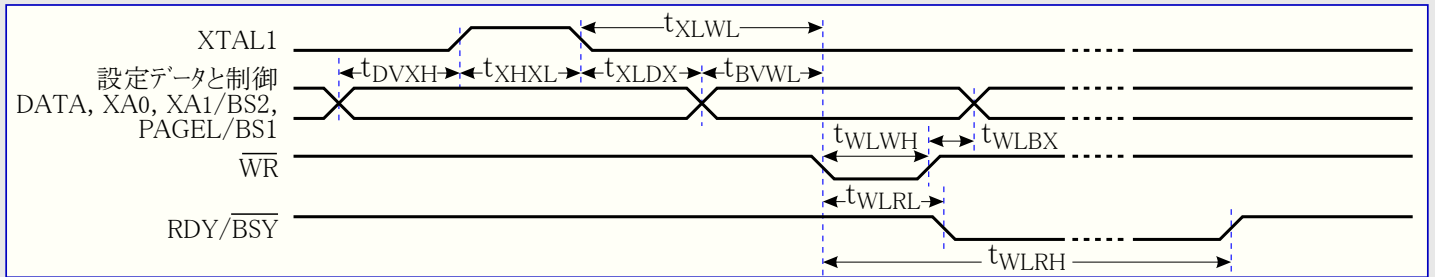 XTAL1
tXLWL
設定データと制御
DATA, XA0, XA1/BS2,
PAGEL/BS1
tDVXH
tXHXL
tXLDX
tBVWL
tWLWH
tWLBX
WR
tWLRL
RDY/BSY
tWLRH